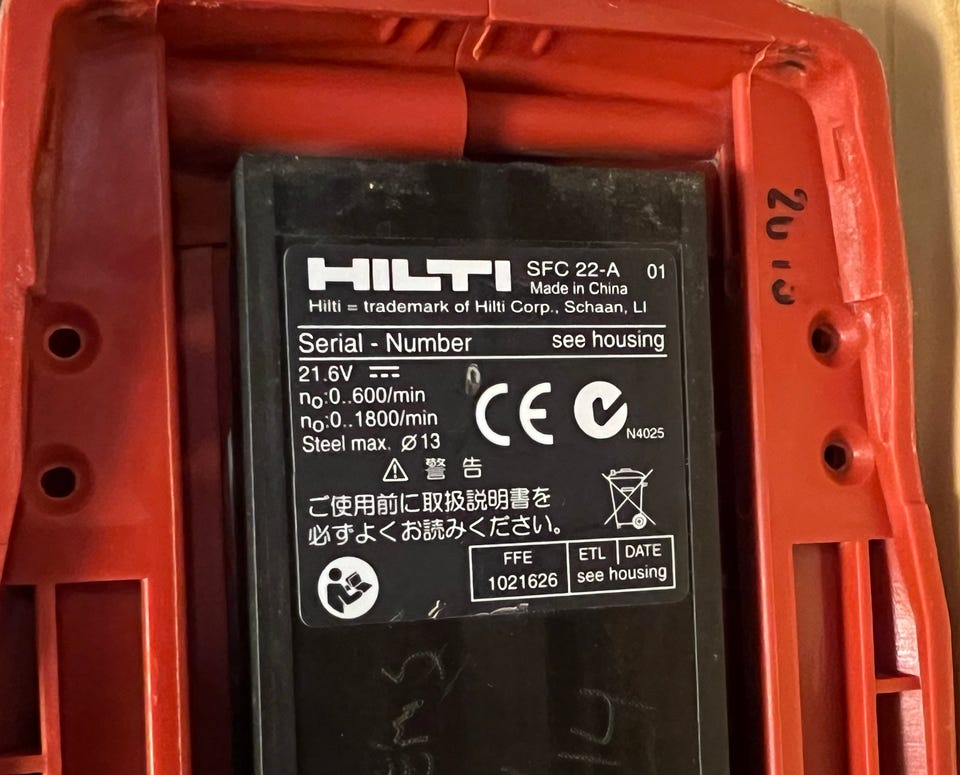 HILTI SFC 22-A 01
Made in China
Hilti = trademark of Hilti Corp., Schaan, LI
Serial - Number see housing
21.6V
n₀:0..600/min
n₀:0..1800/min
Steel max. Ø 13
CE
N4025
警 告
ご使用前に取扱説明書を
必ずよくお読みください。
FFE
1021626
ETL DATE
see housing